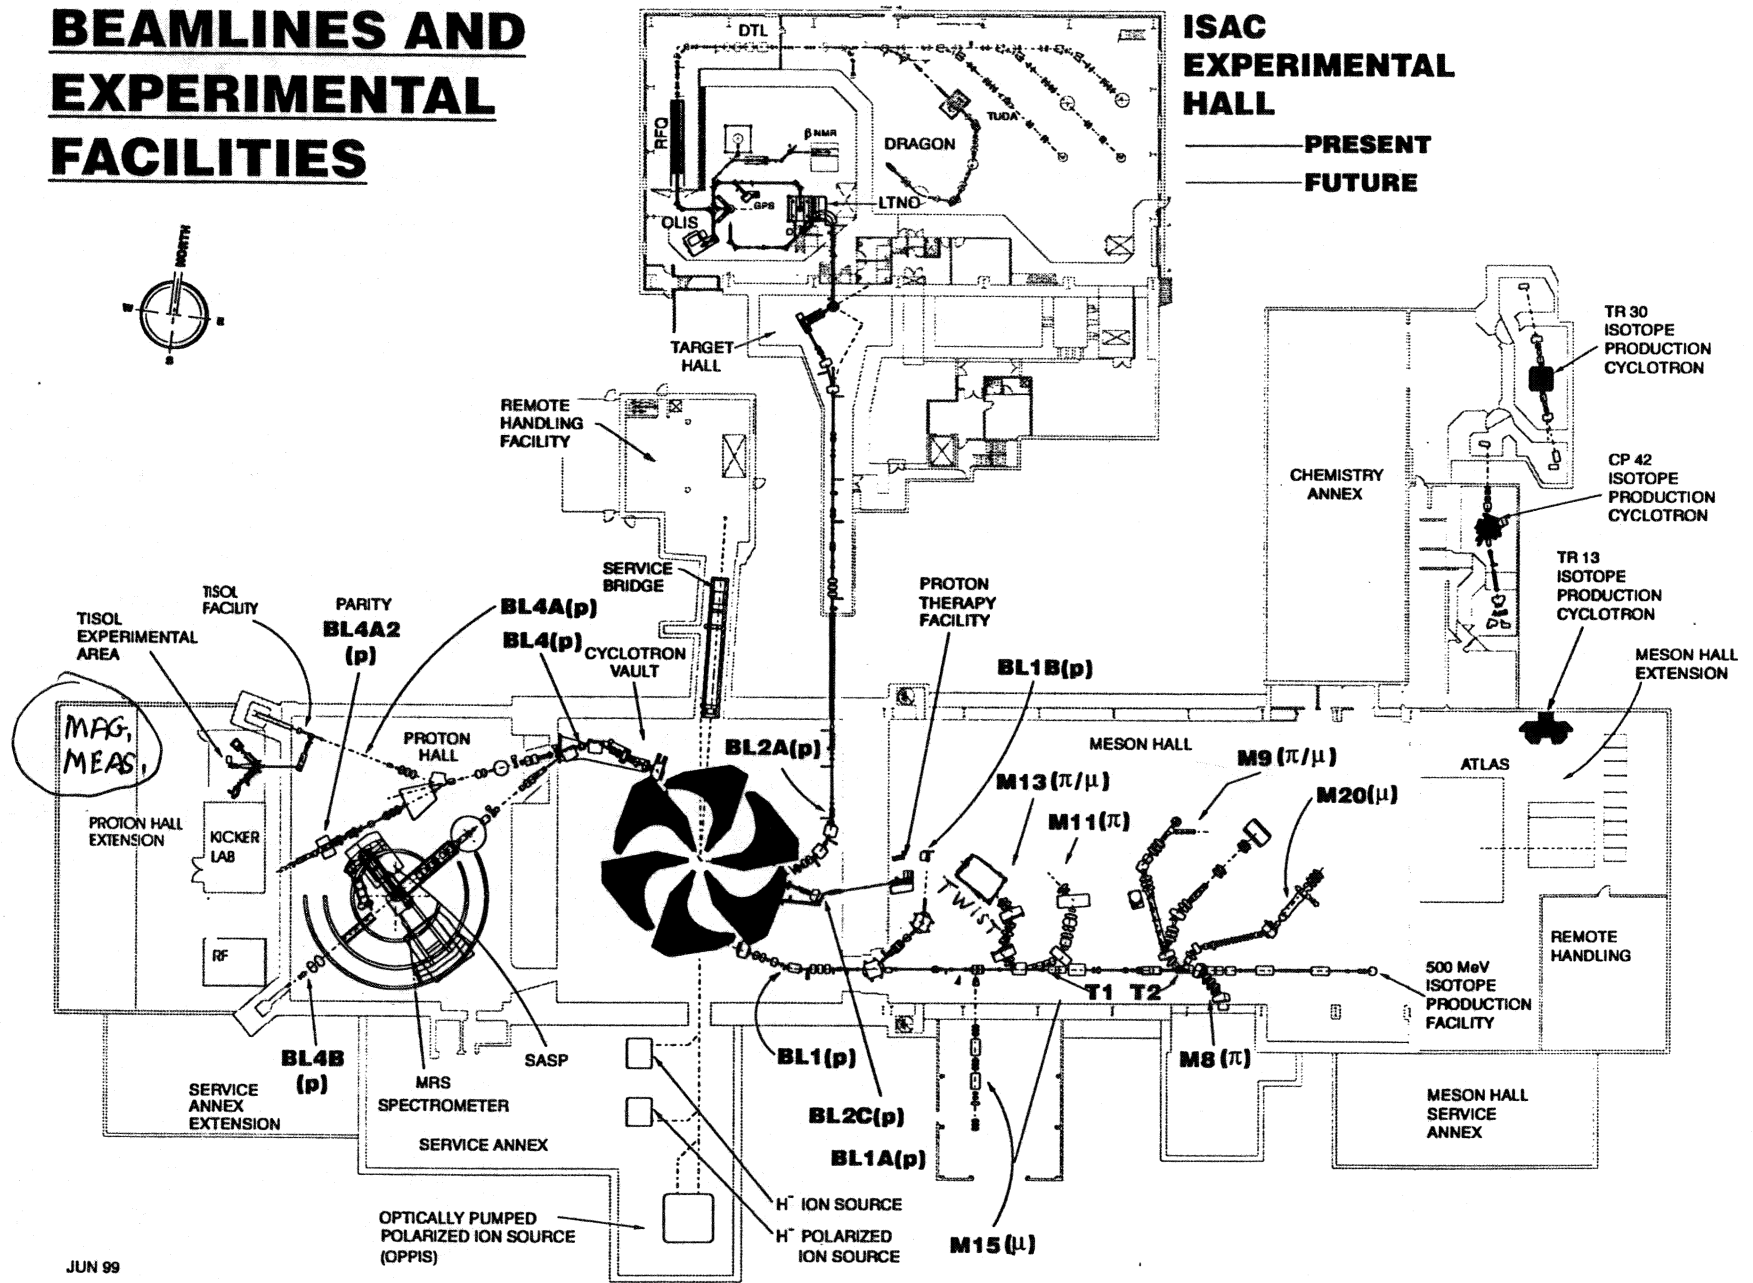 BEAMLINES AND
EXPERIMENTAL
FACILITIES
ISAC
EXPERIMENTAL
HALL
PRESENT
FUTURE
DTL
RFQ
β NMR
DRAGON
TUDA
GPS
LTNO
OLIS
NORTH
W
S
TARGET
HALL
REMOTE
HANDLING
FACILITY
TR 30
ISOTOPE
PRODUCTION
CYCLOTRON
CHEMISTRY
ANNEX
CP 42
ISOTOPE
PRODUCTION
CYCLOTRON
TR 13
ISOTOPE
PRODUCTION
CYCLOTRON
MESON HALL
EXTENSION
SERVICE
BRIDGE
PROTON
THERAPY
FACILITY
TISOL
FACILITY
TISOL
EXPERIMENTAL
AREA
PARITY
BL4A2
(p)
BL4A(p)
BL4(p)
CYCLOTRON
VAULT
BL1B(p)
MAG.
MEAS.
PROTON
HALL
BL2A(p)
MESON HALL
M13(π/μ)
M9(π/μ)
M11(π)
M20(μ)
ATLAS
PROTON HALL
EXTENSION
KICKER
LAB
TWIST
RF
REMOTE
HANDLING
T1
T2
500 MeV
ISOTOPE
PRODUCTION
FACILITY
BL4B
(p)
SASP
MRS
SPECTROMETER
BL1(p)
M8(π)
SERVICE
ANNEX
EXTENSION
SERVICE ANNEX
BL2C(p)
BL1A(p)
MESON HALL
SERVICE
ANNEX
H⁻ ION SOURCE
H⁻ POLARIZED
ION SOURCE
OPTICALLY PUMPED
POLARIZED ION SOURCE
(OPPIS)
M15(μ)
JUN 99